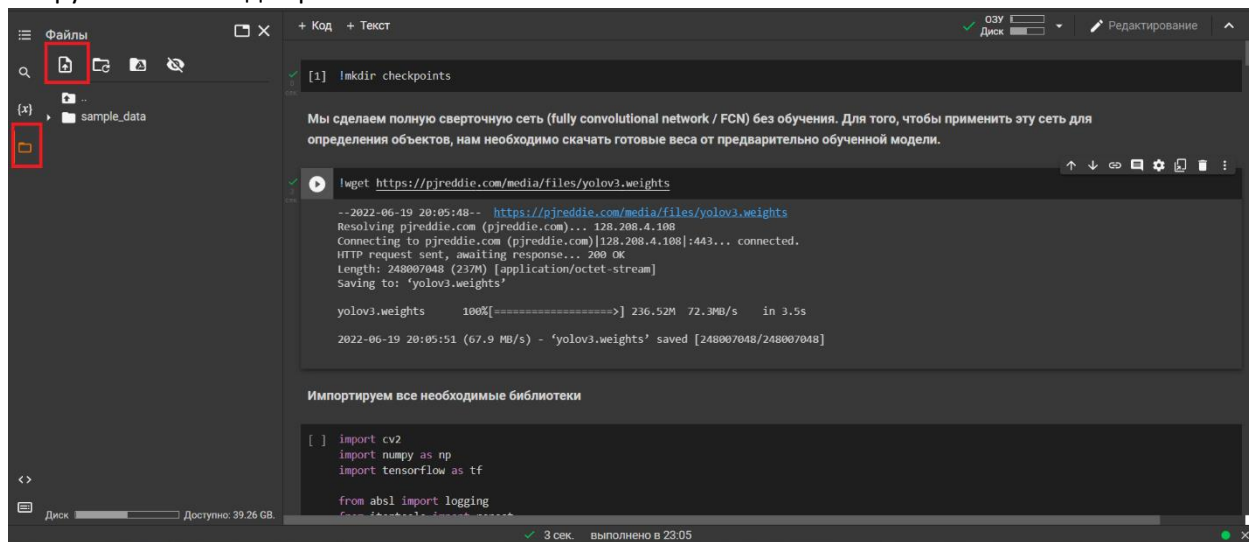 Файлы
+ Код + Текст
ОЗУ
Диск
Редактирование
{x}
..
sample_data
[1] !mkdir checkpoints
сек.
Мы сделаем полную сверточную сеть (fully convolutional network / FCN) без обучения. Для того, чтобы применить эту сеть для
определения объектов, нам необходимо скачать готовые веса от предварительно обученной модели.
!wget https://pjreddie.com/media/files/yolov3.weights
3
сек.
--2022-06-19 20:05:48-- https://pjreddie.com/media/files/yolov3.weights
Resolving pjreddie.com (pjreddie.com)... 128.208.4.108
Connecting to pjreddie.com (pjreddie.com)|128.208.4.108|:443... connected.
HTTP request sent, awaiting response... 200 OK
Length: 248007048 (237M) [application/octet-stream]
Saving to: ‘yolov3.weights’
yolov3.weights 100%[===================>] 236.52M 72.3MB/s in 3.5s
2022-06-19 20:05:51 (67.9 MB/s) - ‘yolov3.weights’ saved [248007048/248007048]
Импортируем все необходимые библиотеки
[ ] import cv2
import numpy as np
import tensorflow as tf
from absl import logging
<>
Диск Доступно: 39.26 GB.
3 сек. выполнено в 23:05